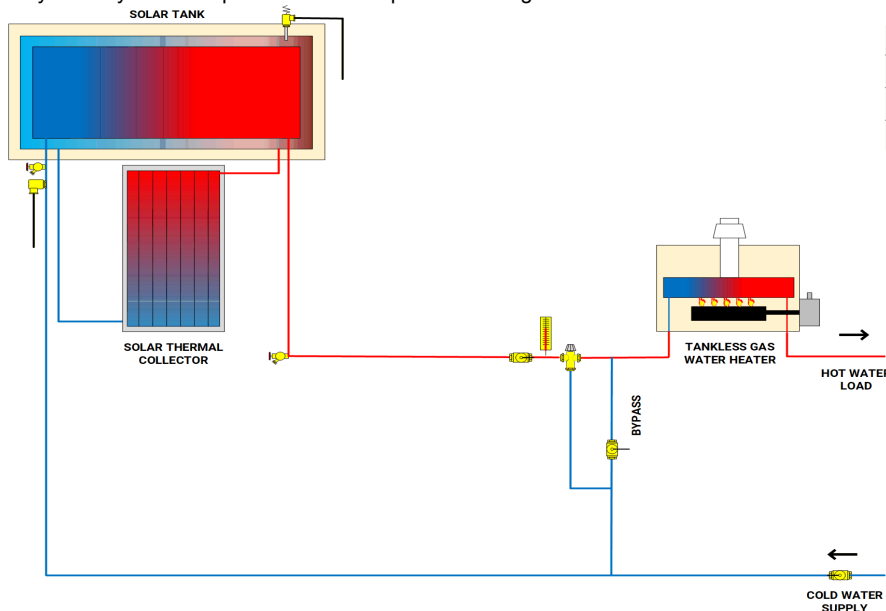 SOLAR TANK
SOLAR THERMAL
COLLECTOR
TANKLESS GAS
WATER HEATER
HOT WATER
LOAD
BYPASS
COLD WATER
SUPPLY